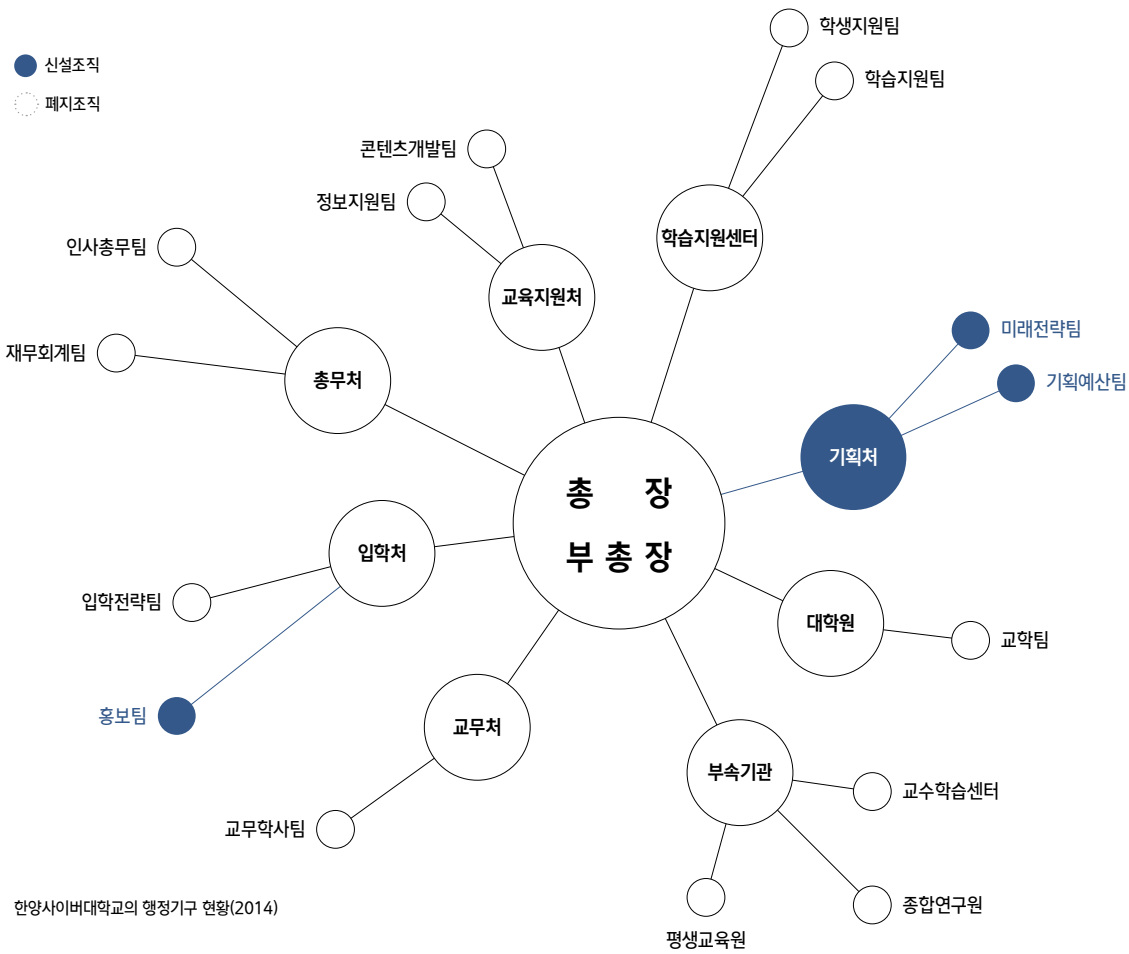 신설조직
폐지조직
학생지원팀
학습지원팀
콘텐츠개발팀
정보지원팀
인사총무팀
재무회계팀
학습지원센터
교육지원처
총무처
미래전략팀
기획예산팀
기획처
총 장
부 총 장
입학처
입학전략팀
홍보팀
대학원
교학팀
교무처
교무학사팀
부속기관
교수학습센터
종합연구원
평생교육원
한양사이버대학교의 행정기구 현황(2014)